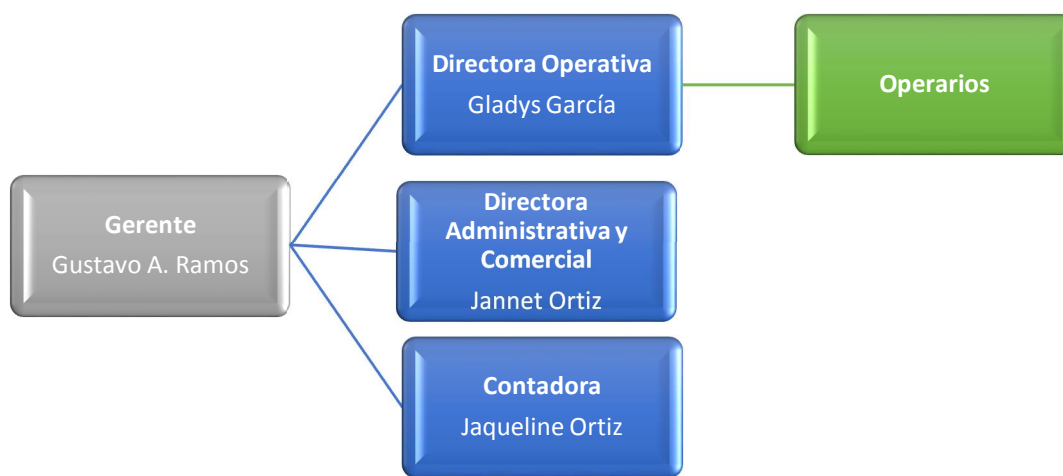 Directora Operativa
Gladys García
Operarios
Gerente
Gustavo A. Ramos
Directora
Administrativa y
Comercial
Jannet Ortiz
Contadora
Jaqueline Ortiz